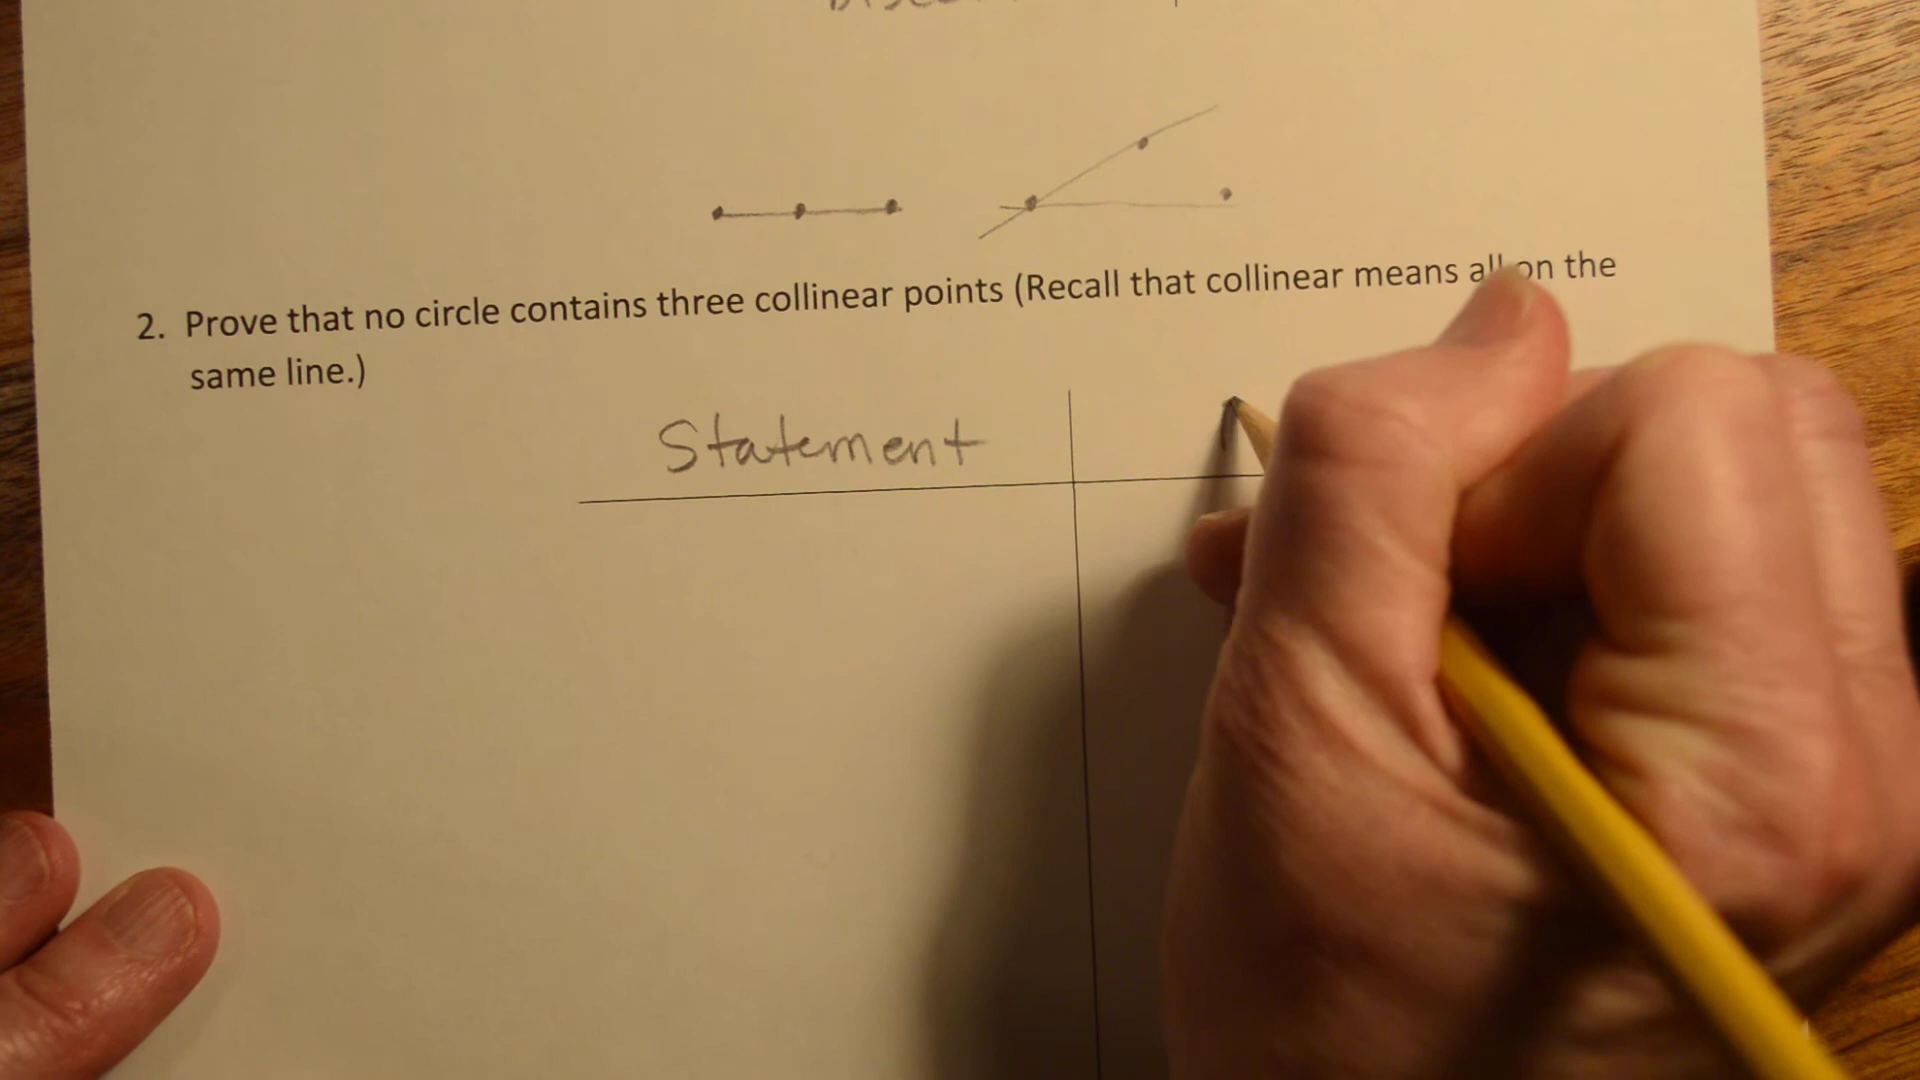 2. Prove that no circle contains three collinear points (Recall that collinear means all on the
same line.)
Statement